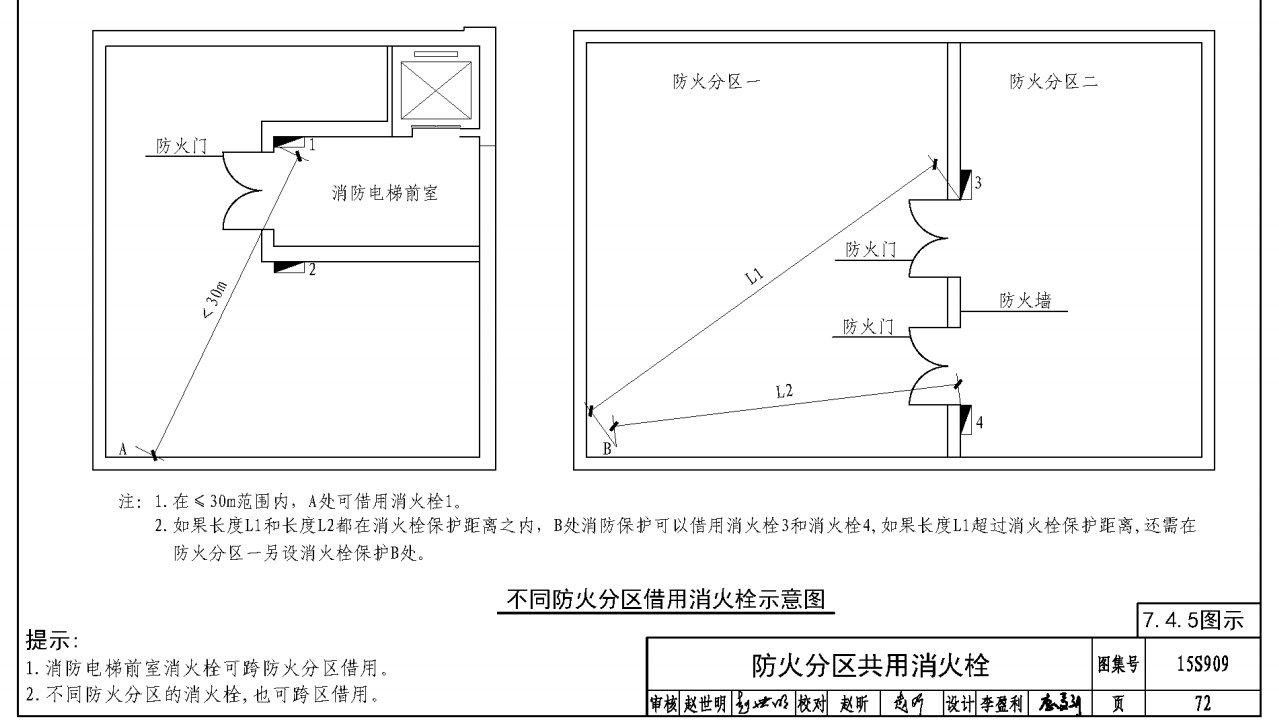 防火分区一
防火分区二
防火门
1
消防电梯前室
3
防火门
2
L1
<30m
防火墙
防火门
L2
4
A
B
注: 1.在≤30m范围内, A处可借用消火栓1。
2.如果长度L1和长度L2都在消火栓保护距离之内, B处消防保护可以借用消火栓3和消火栓4,如果长度L1超过消火栓保护距离,还需在
防火分区一另设消火栓保护B处。
不同防火分区借用消火栓示意图
7.4.5图示
提示:
1.消防电梯前室消火栓可跨防火分区借用。
2.不同防火分区的消火栓,也可跨区借用。
防火分区共用消火栓 图集号 15S909
审核 赵世明 校对 赵昕 设计 李盈利 页 72